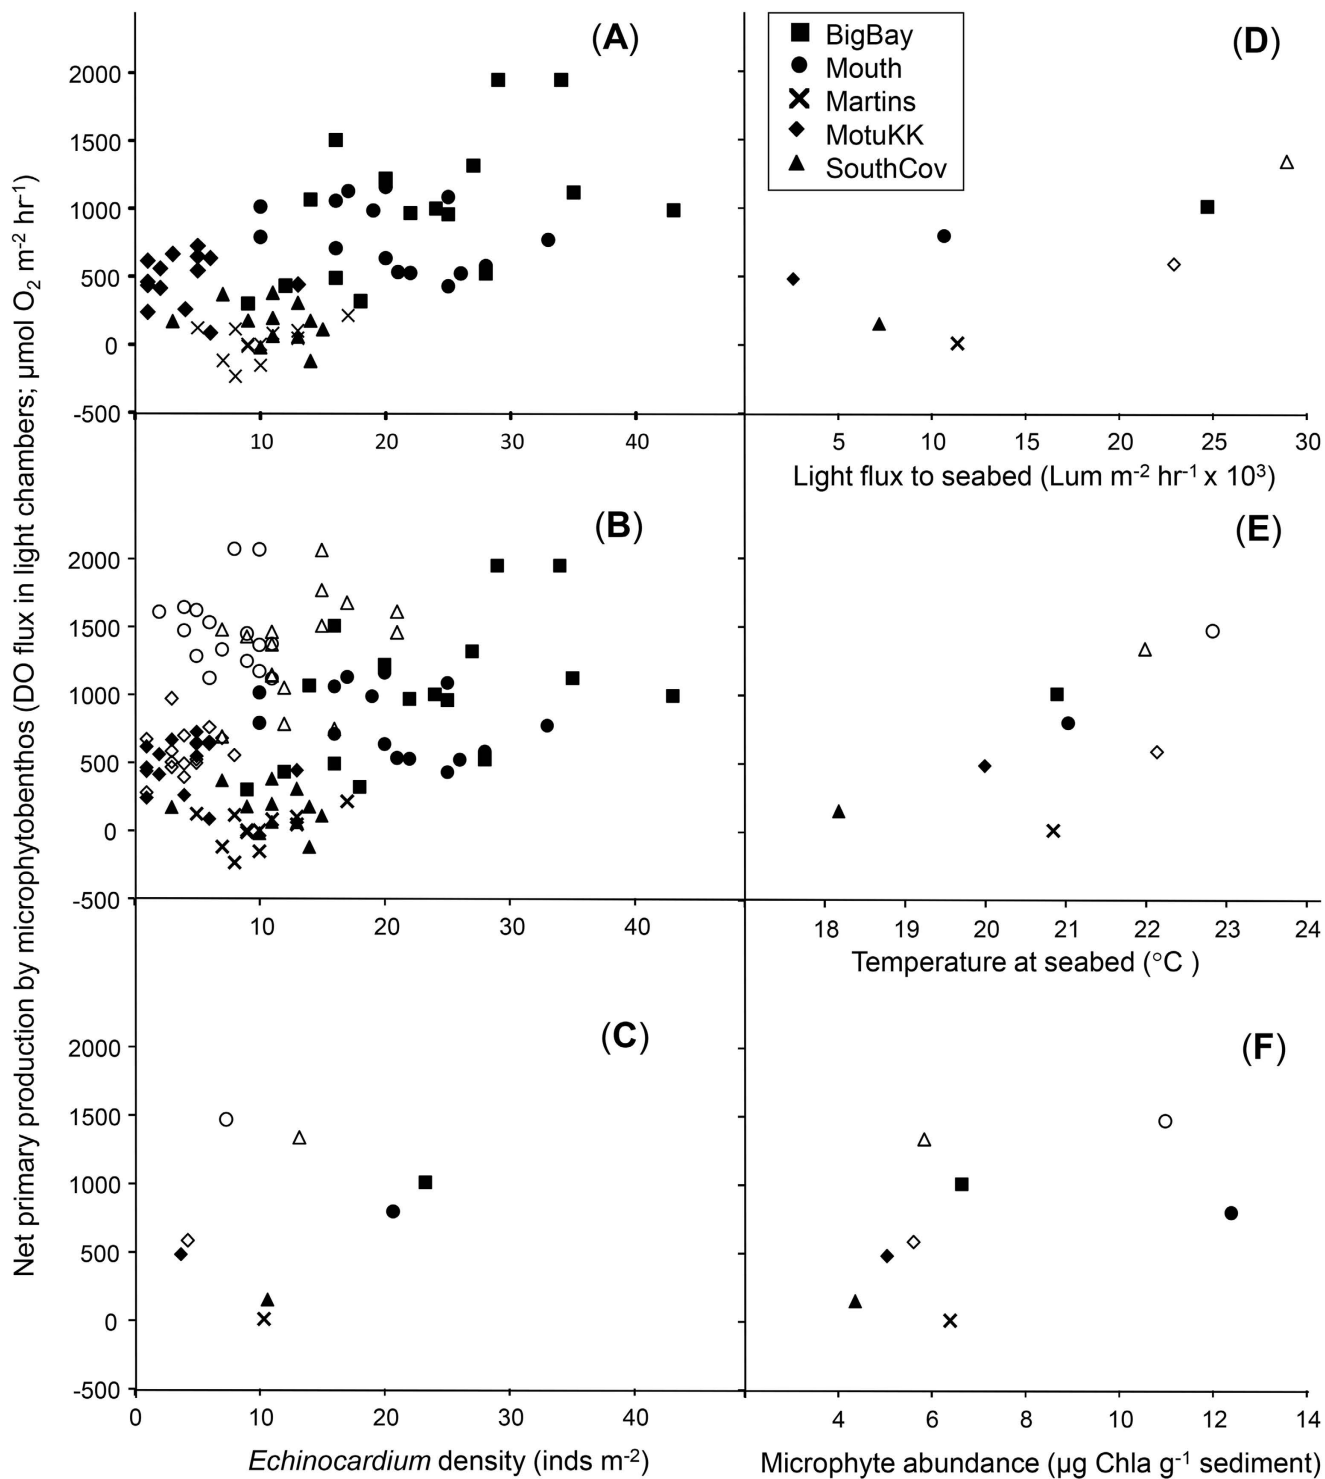 Net primary production by microphytobenthos (DO flux in light chambers; µmol O₂ m⁻² hr⁻¹)
(A)
2000
1500
1000
500
0
-500
10 20 30 40
(D)
BigBay
Mouth
Martins
MotuKK
SouthCov
5 10 15 20 25 30
Light flux to seabed (Lum m⁻² hr⁻¹ x 10³)
(B)
2000
1500
1000
500
0
-500
10 20 30 40
(E)
18 19 20 21 22 23 24
Temperature at seabed (°C )
(C)
2000
1500
1000
500
0
-500
0 10 20 30 40
Echinocardium density (inds m⁻²)
(F)
4 6 8 10 12 14
Microphyte abundance (µg Chla g⁻¹ sediment)